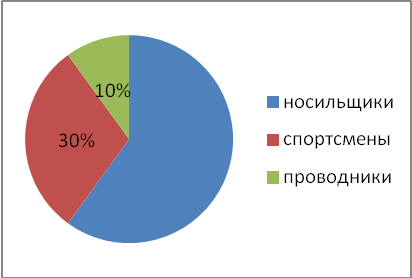 10%
30%
носильщики
спортсмены
проводники